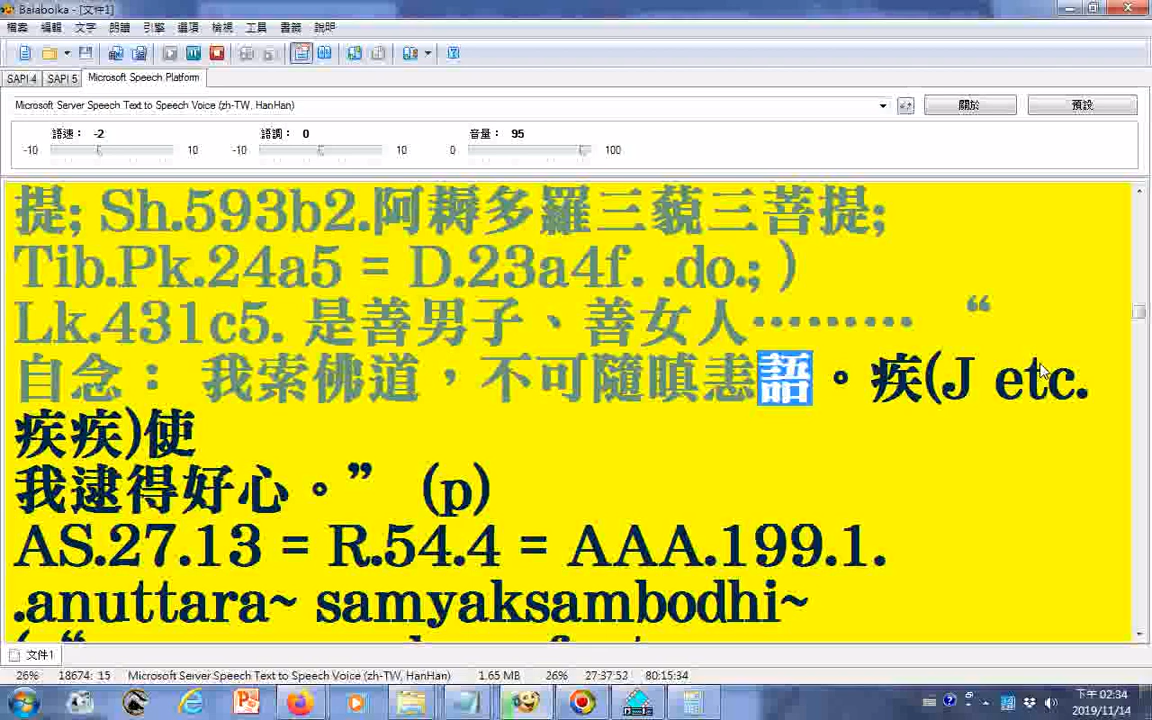 Balabolka - [文件1]
檔案 編輯 文字 朗讀 引擎 選項 檢視 工具 書籤 說明
SAPI 4 SAPI 5 Microsoft Speech Platform
Microsoft Server Speech Text to Speech Voice (zh-TW, HanHan) 關於 預設
語速: -2 語調: 0 音量: 95
-10 10 -10 10 0 100
提; Sh.593b2.阿耨多羅三藐三菩提;
Tib.Pk.24a5 = D.23a4f. .do.; )
Lk.431c5. 是善男子、善女人……… “
自念： 我索佛道，不可隨瞋恚語。疾(J etc.
疾疾)使
我逮得好心。” (p)
AS.27.13 = R.54.4 = AAA.199.1.
.anuttara~ samyaksambodhi~
文件1
26% 18674: 15 Microsoft Server Speech Text to Speech Voice (zh-TW, HanHan) 1.65 MB 26% 27:37:53 80:15:34
下午 02:34
2019/11/14